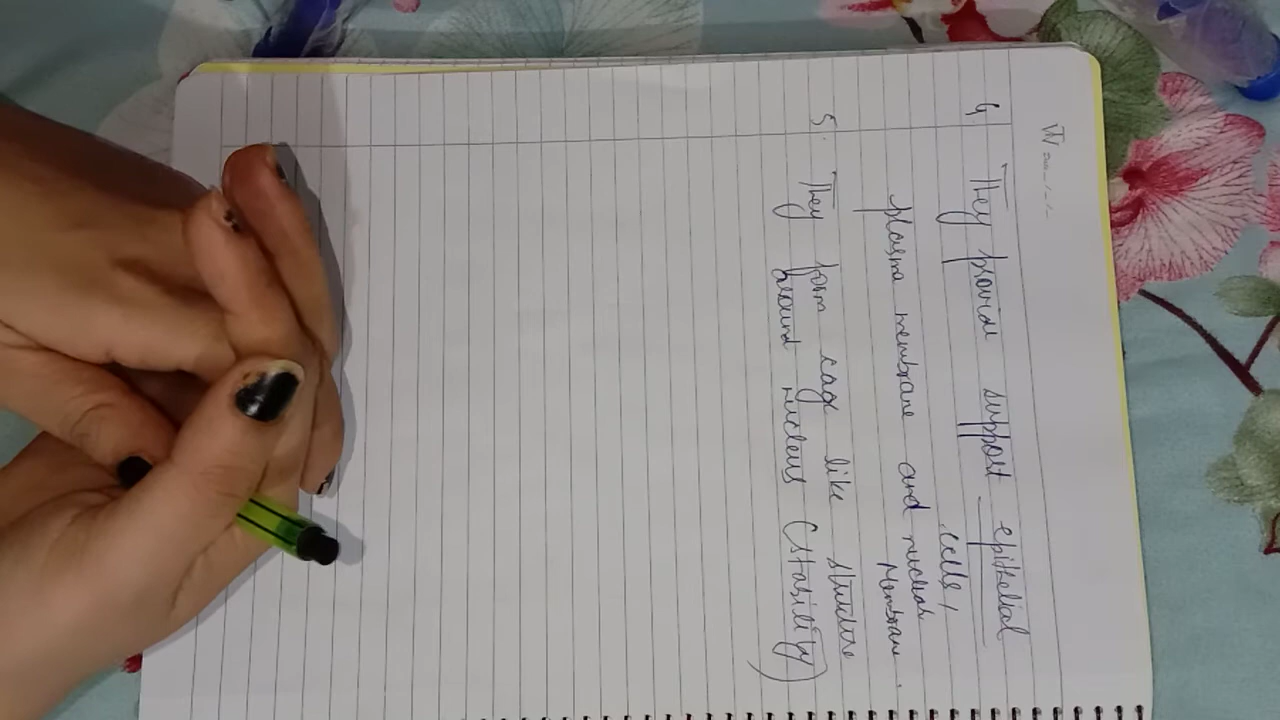 4 They provide support epithelial
cells,
plasma membrane and nuclear
Membrane.
5. They form cage like structure
around nucleus (stability)